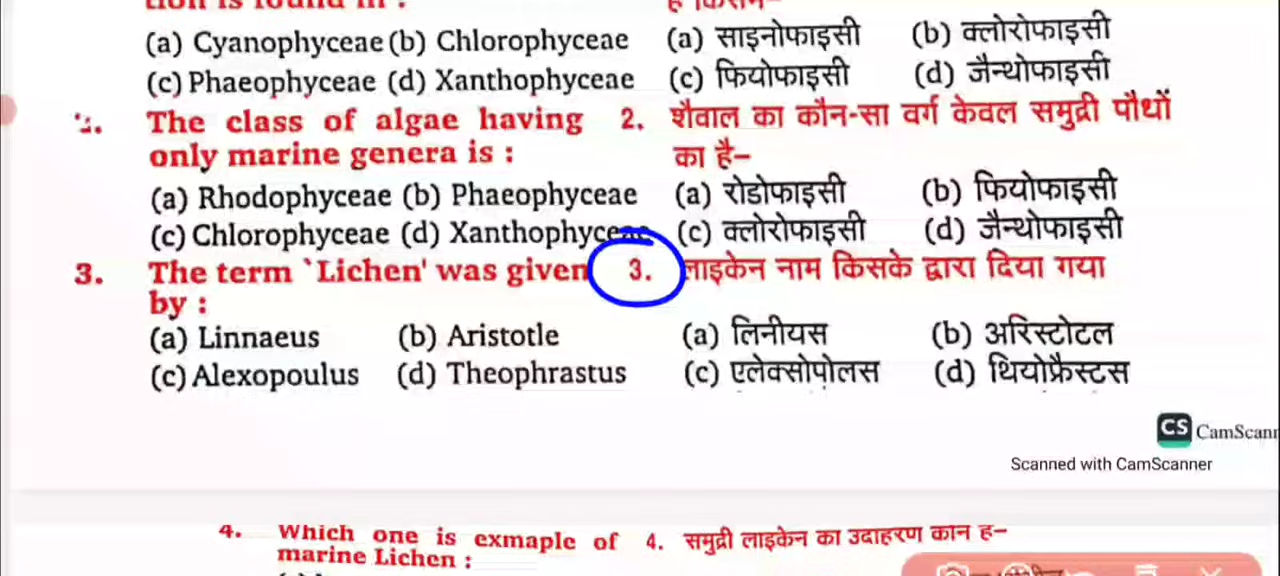 (a) Cyanophyceae (b) Chlorophyceae (a) साइनोफाइसी (b) क्लोरोफाइसी
(c) Phaeophyceae (d) Xanthophyceae (c) फियोफाइसी (d) जैन्थोफाइसी
The class of algae having 2. शैवाल का कौन-सा वर्ग केवल समुद्री पौधों
only marine genera is : का है–
(a) Rhodophyceae (b) Phaeophyceae (a) रोडोफाइसी (b) फियोफाइसी
(c) Chlorophyceae (d) Xanthophyceae (c) क्लोरोफाइसी (d) जैन्थोफाइसी
3. The term `Lichen' was given 3. लाइकेन नाम किसके द्वारा दिया गया
by :
(a) Linnaeus (b) Aristotle (a) लिनीयस (b) अरिस्टोटल
(c) Alexopoulus (d) Theophrastus (c) एलेक्सोपोलस (d) थियोफ्रैस्टस
CS CamScann
Scanned with CamScanner
4. Which one is exmaple of 4. समुद्री लाइकेन का उदाहरण कौन है–
marine Lichen :